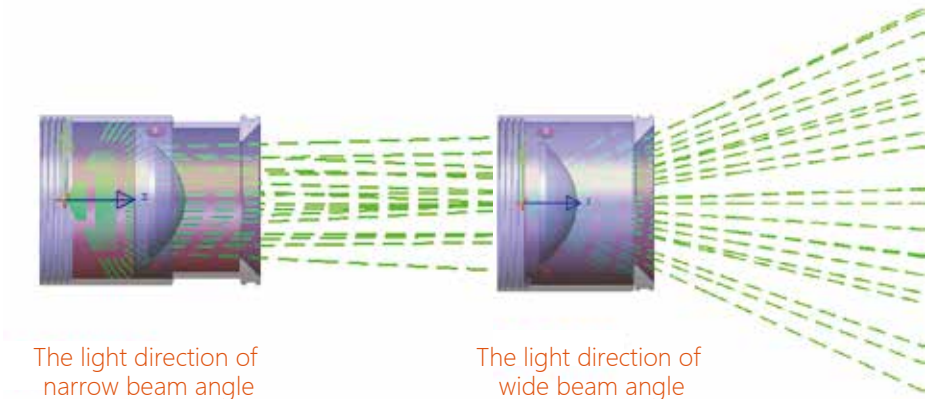 The light direction of
narrow beam angle
The light direction of
wide beam angle